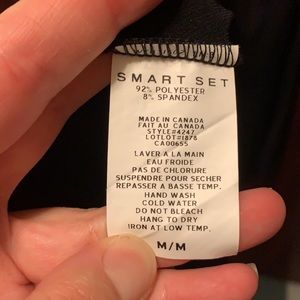 SMART SET
92% POLYESTER
8% SPANDEX
MADE IN CANADA
FAIT AU CANADA
STYLE#4247
LOTLOT#1878
CA00655
LAVER A LA MAIN
EAU FROIDE
PAS DE CHLORURE
SUSPENDRE POUR SECHER
REPASSER A BASSE TEMP.
HAND WASH
COLD WATER
DO NOT BLEACH
HANG TO DRY
IRON AT LOW TEMP.
M/M